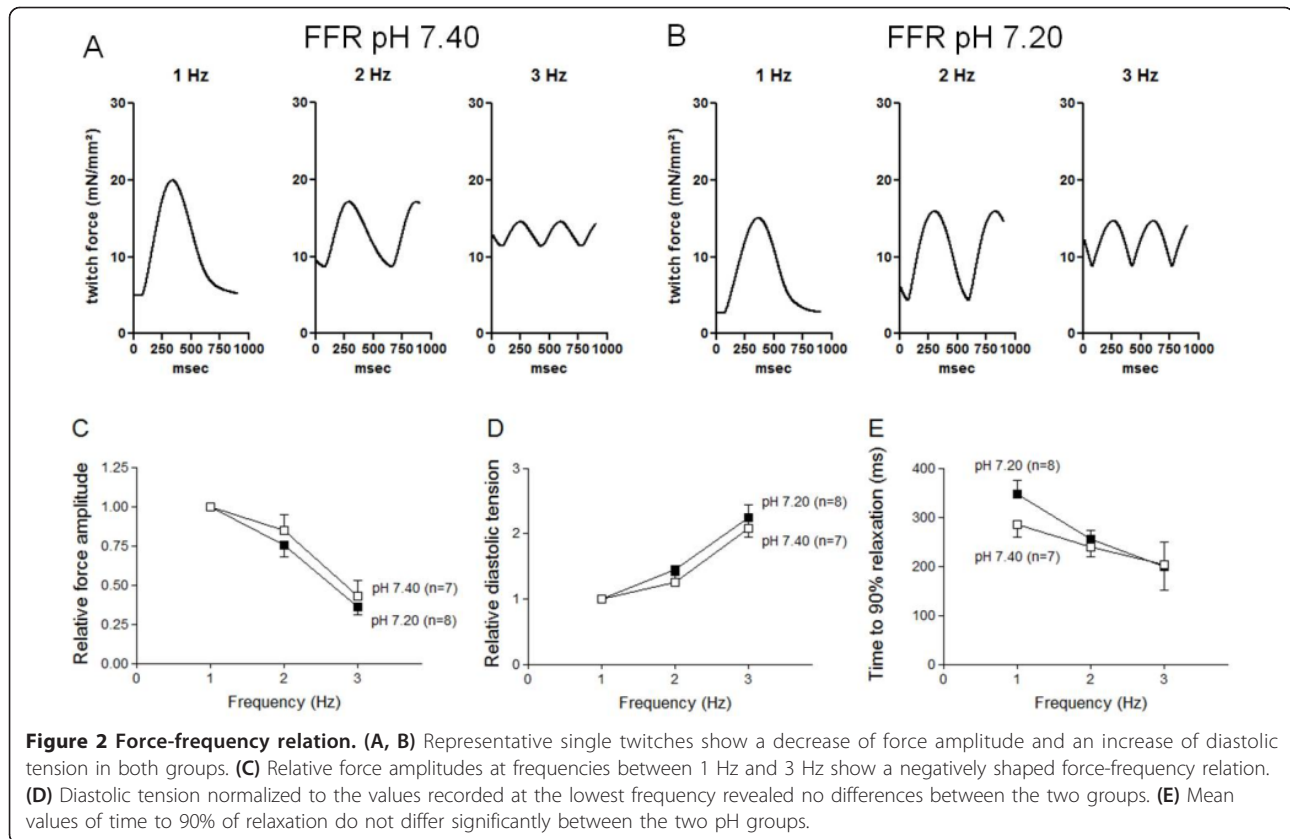 A
FFR pH 7.40
B
FFR pH 7.20
1 Hz
2 Hz
3 Hz
1 Hz
2 Hz
3 Hz
twitch force (mN/mm²)
30
20
10
0
0 250 500 750 1000
msec
30
20
10
0
0 250 500 750 1000
msec
30
20
10
0
0 250 500 750 1000
msec
twitch force (mN/mm²)
30
20
10
0
0 250 500 750 1000
msec
30
20
10
0
0 250 500 750 1000
msec
30
20
10
0
0 250 500 750 1000
msec
C
Relative force amplitude
1.25
1.00
0.75
0.50
0.25
0.00
pH 7.40 (n=7)
pH 7.20 (n=8)
0 1 2 3
Frequency (Hz)
D
Relative diastolic tension
3
2
1
0
pH 7.20 (n=8)
pH 7.40 (n=7)
0 1 2 3
Frequency (Hz)
E
Time to 90% relaxation (ms)
400
300
200
100
0
pH 7.20 (n=8)
pH 7.40 (n=7)
0 1 2 3
Frequency (Hz)
Figure 2 Force-frequency relation. (A, B) Representative single twitches show a decrease of force amplitude and an increase of diastolic
tension in both groups. (C) Relative force amplitudes at frequencies between 1 Hz and 3 Hz show a negatively shaped force-frequency relation.
(D) Diastolic tension normalized to the values recorded at the lowest frequency revealed no differences between the two groups. (E) Mean
values of time to 90% of relaxation do not differ significantly between the two pH groups.